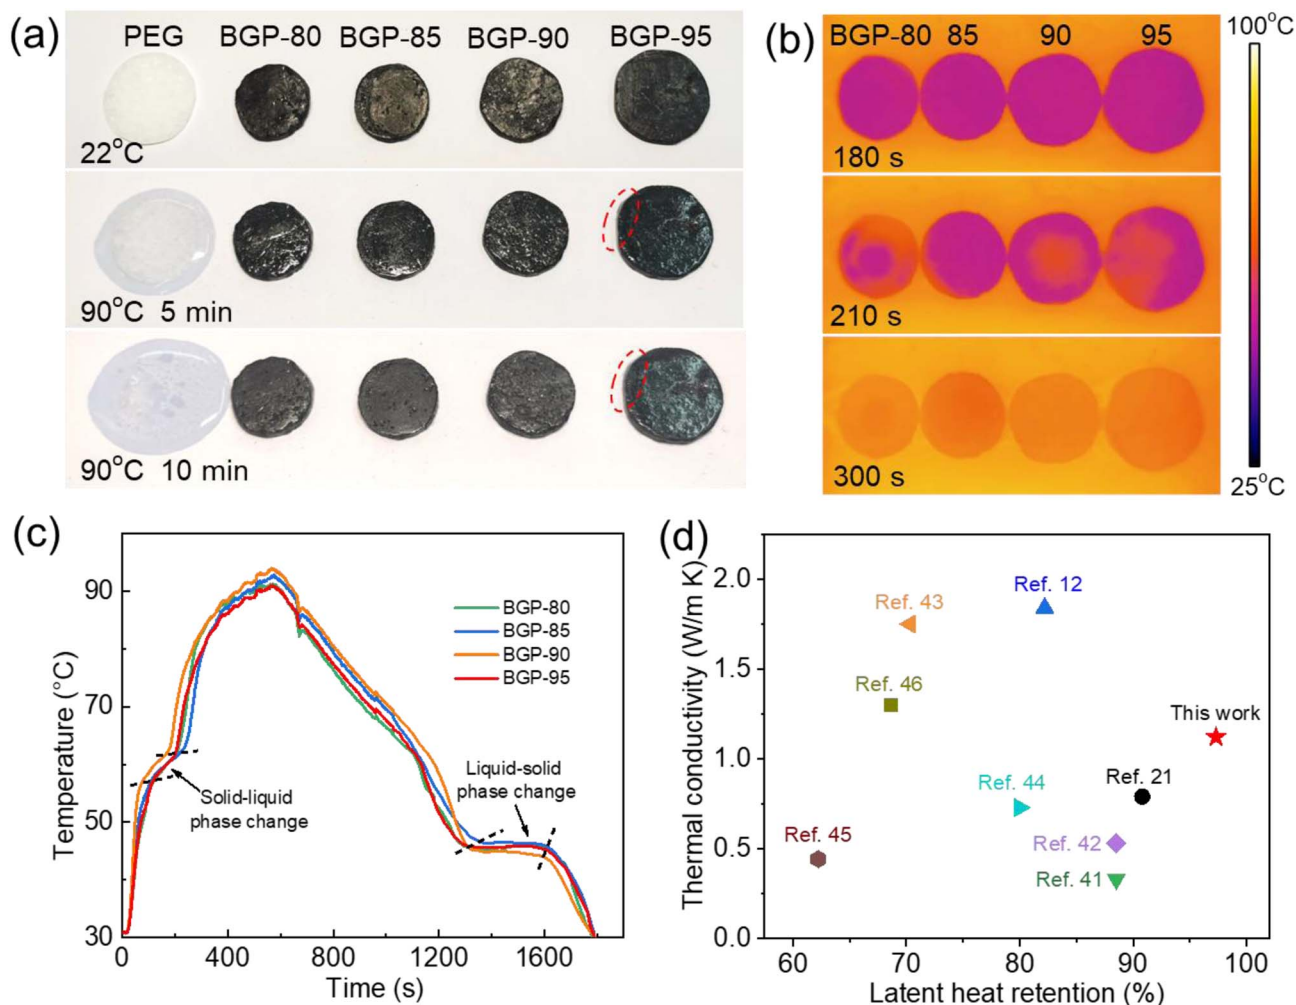 (a)
PEG BGP-80 BGP-85 BGP-90 BGP-95
22°C
90°C 5 min
90°C 10 min
(b)
BGP-80 85 90 95
180 s
210 s
300 s
100°C
25°C
(c)
Temperature (°C)
90
70
50
30
BGP-80
BGP-85
BGP-90
BGP-95
Solid-liquid
phase change
Liquid-solid
phase change
0 400 800 1200 1600
Time (s)
(d)
Thermal conductivity (W/m K)
2.0
1.5
1.0
0.5
0.0
Ref. 43
Ref. 12
Ref. 46
This work
Ref. 44
Ref. 21
Ref. 45
Ref. 42
Ref. 41
60 70 80 90 100
Latent heat retention (%)